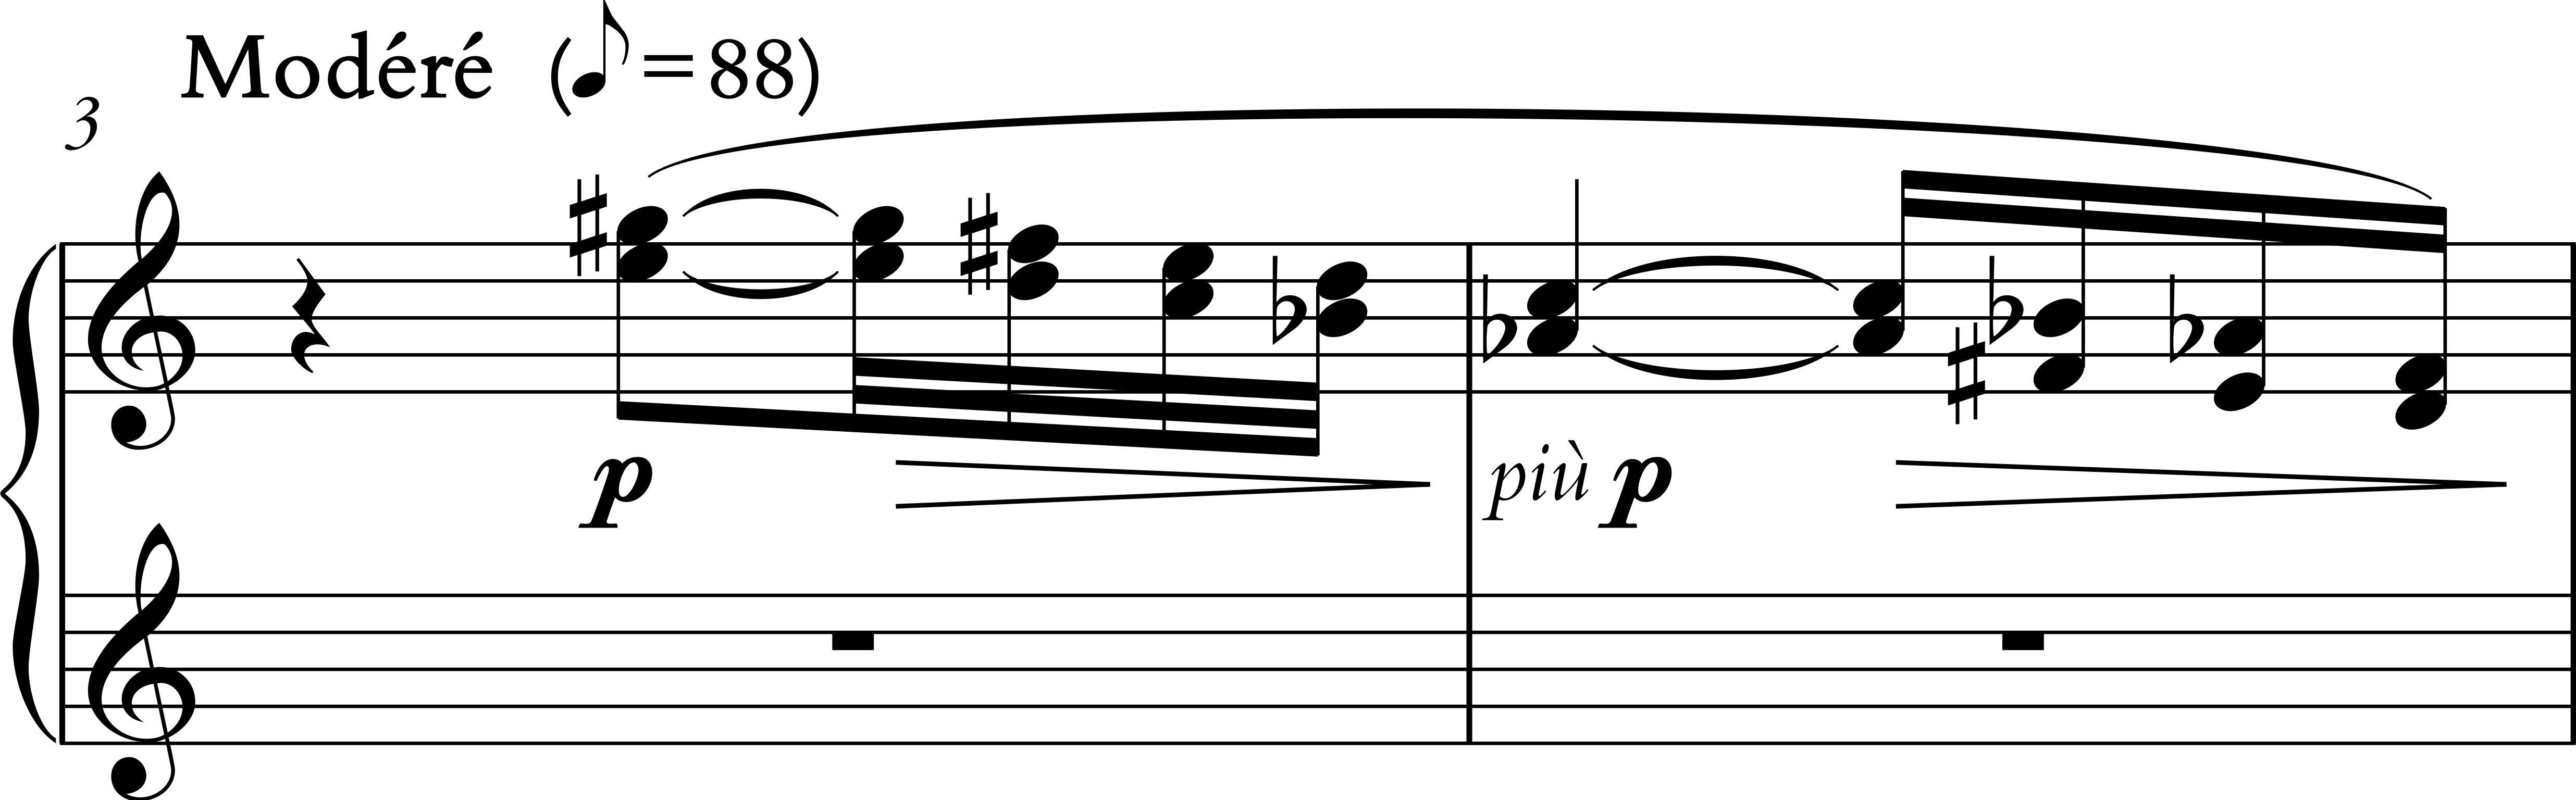 Modéré (♪=88)
3
p più p